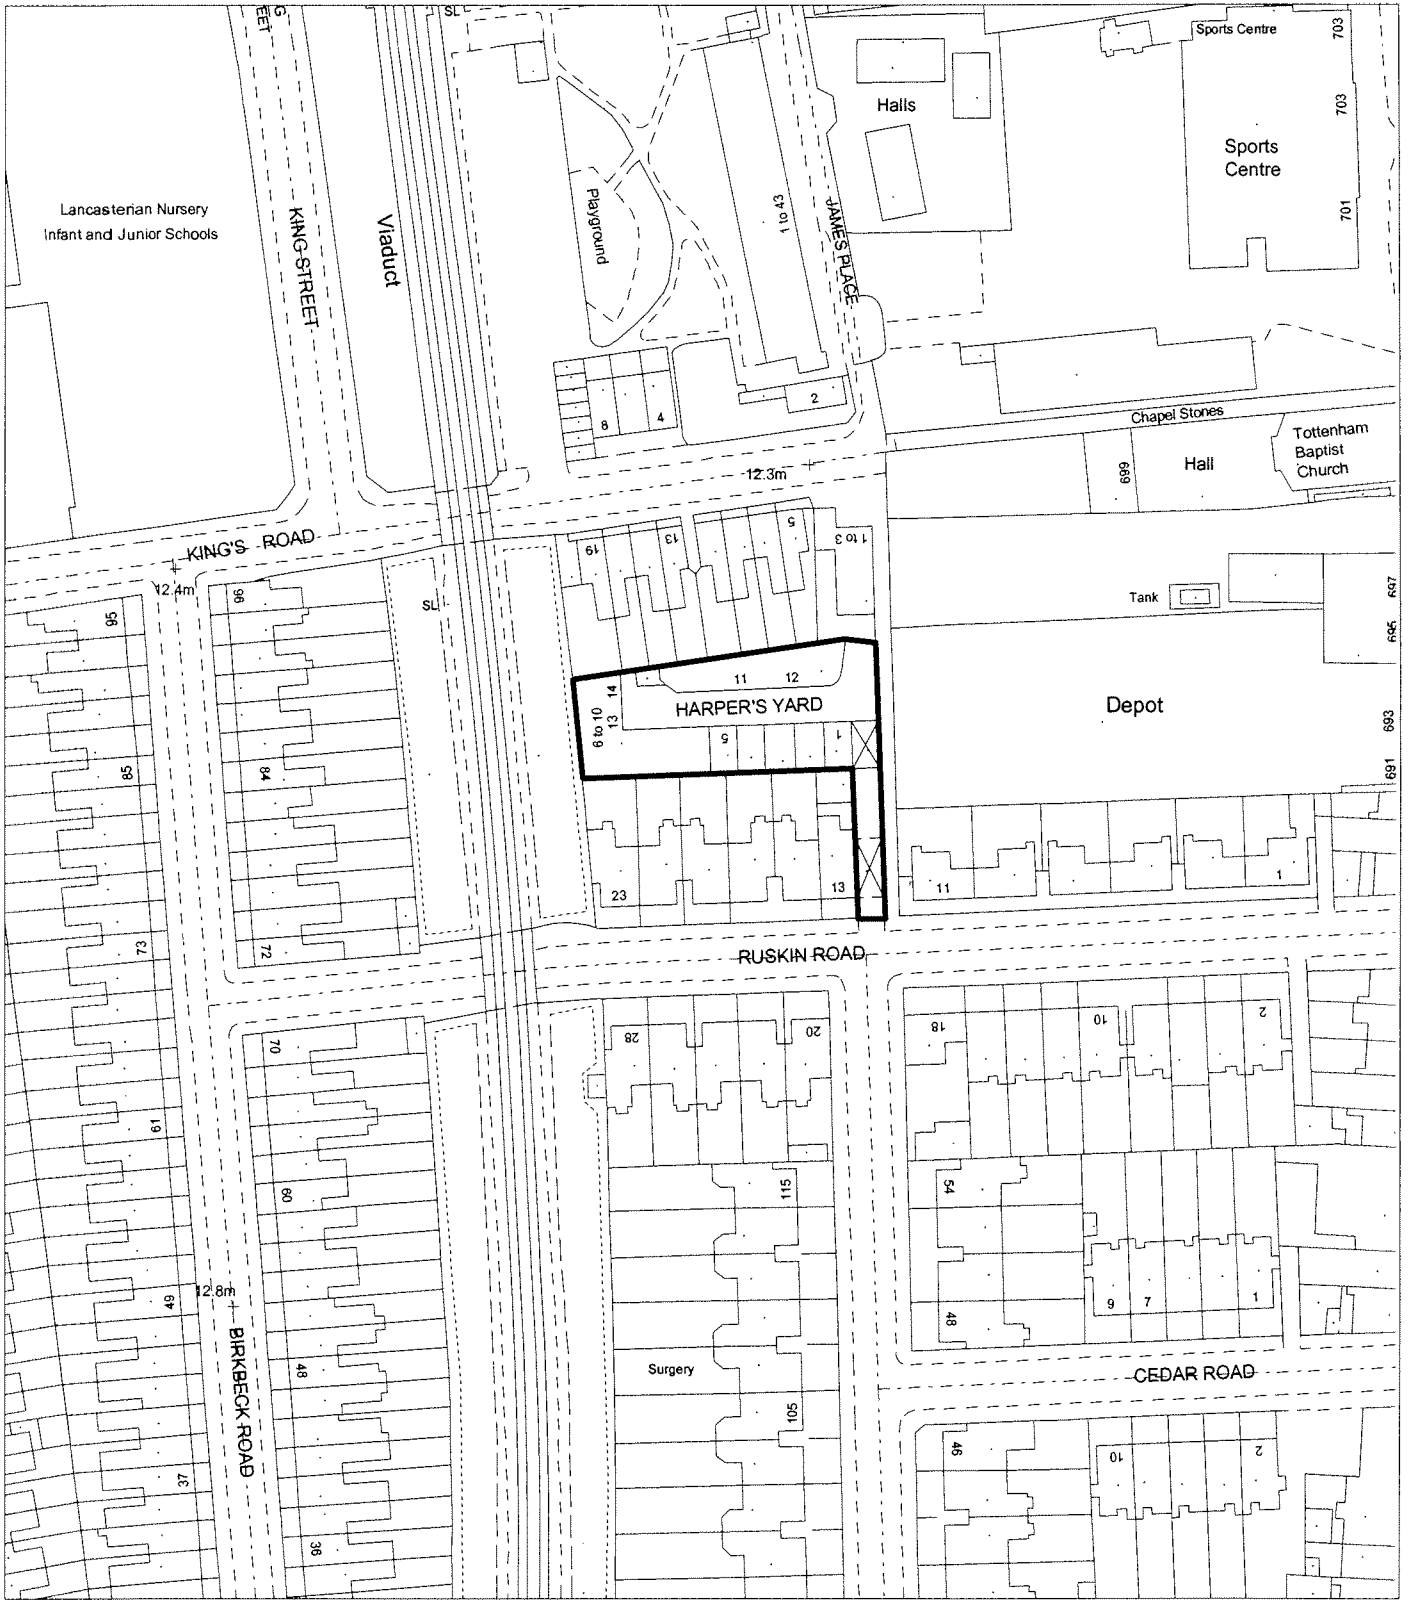 SL
Sports Centre
703
KING STREET
Halls
703
Sports
Centre
Lancasterian Nursery
Infant and Junior Schools
701
KING STREET
Viaduct
Playground
1 to 43
JAMES PLACE
2
8
4
Chapel Stones
Tottenham
Baptist
Church
699
Hall
12.3m
KING'S ROAD
19
13
5
1 to 3
12.4m
96
95
SL
Tank
697
695
14
11
12
HARPER'S YARD
Depot
6 to 10
13
5
1
693
85
84
691
23
13
11
1
73
72
RUSKIN ROAD
70
28
20
18
10
2
61
60
115
54
12.8m
49
48
9
7
1
BIRKBECK ROAD
48
Surgery
CEDAR ROAD
105
46
10
2
37
36